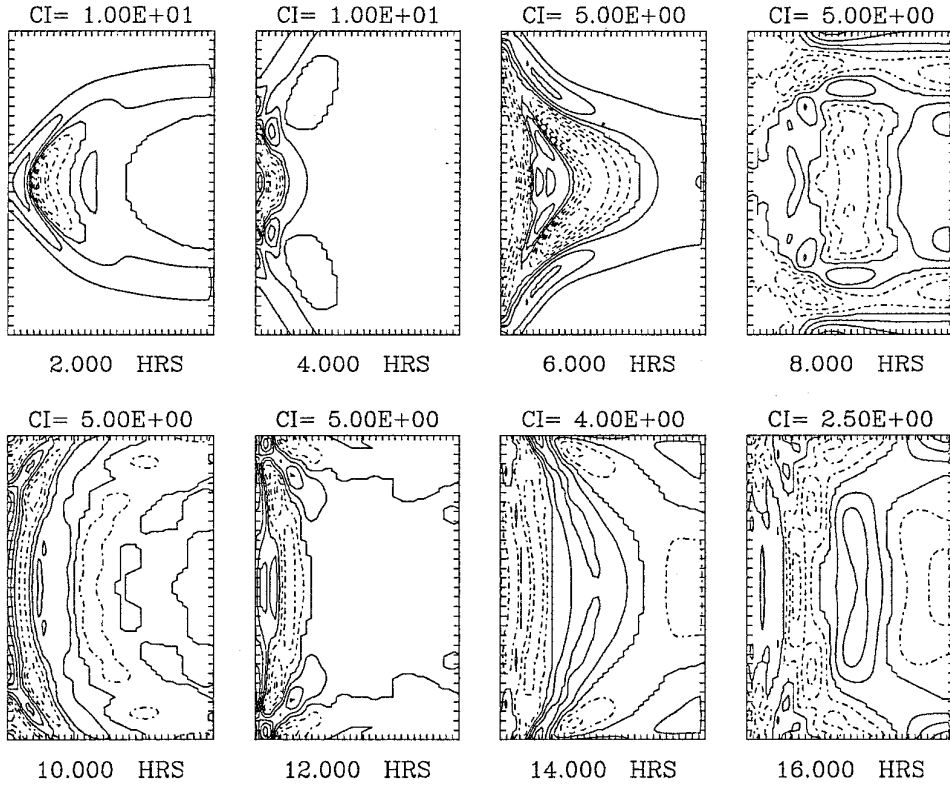 CI= 1.00E+01
CI= 1.00E+01
CI= 5.00E+00
CI= 5.00E+00
2.000 HRS
4.000 HRS
6.000 HRS
8.000 HRS
CI= 5.00E+00
CI= 5.00E+00
CI= 4.00E+00
CI= 2.50E+00
10.000 HRS
12.000 HRS
14.000 HRS
16.000 HRS